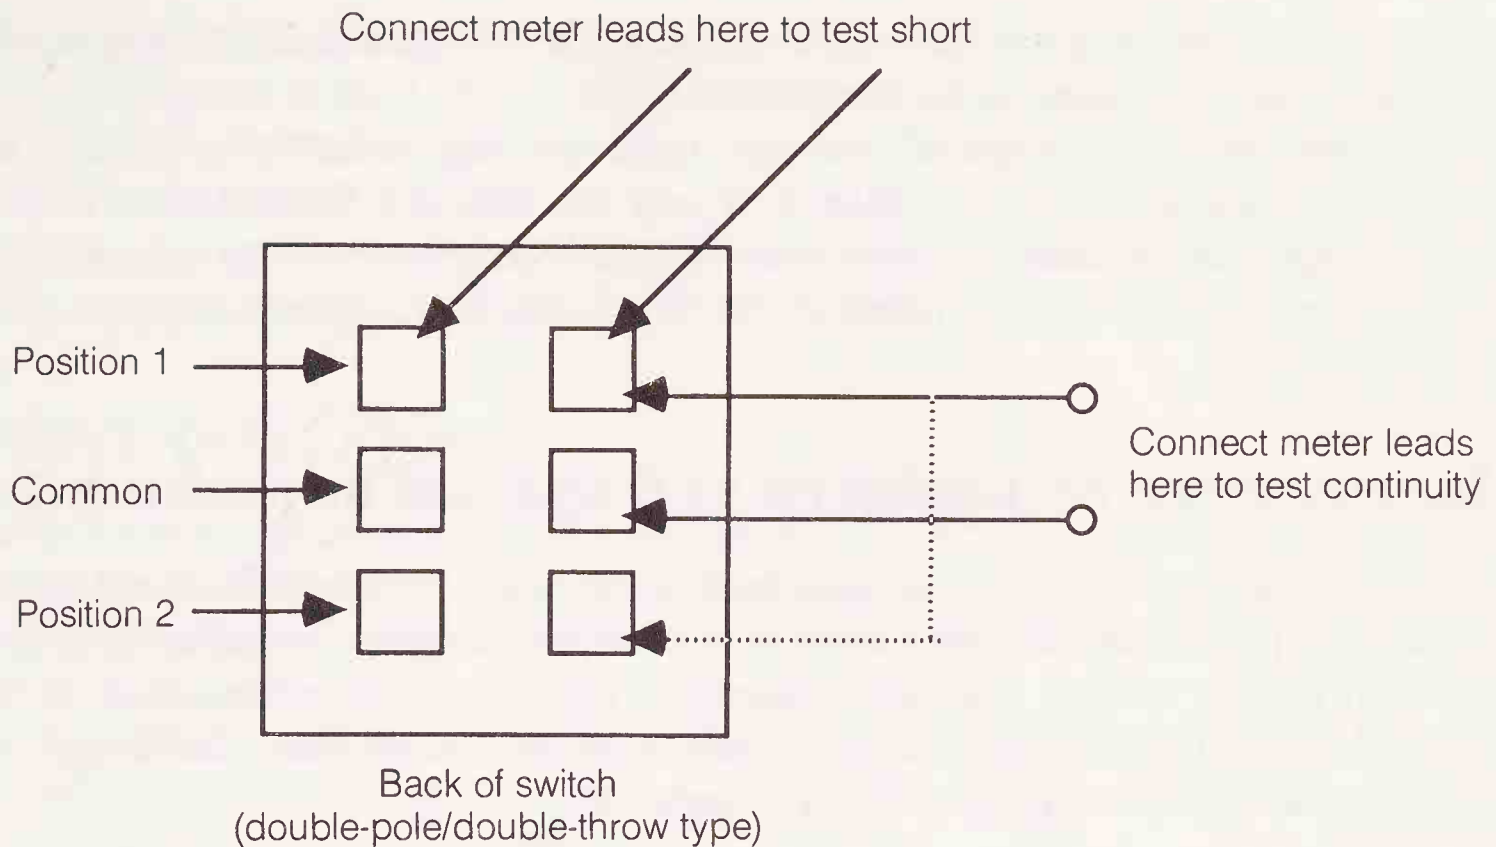 Connect meter leads here to test short
Position 1
Common
Position 2
Connect meter leads
here to test continuity
Back of switch
(double-pole/double-throw type)